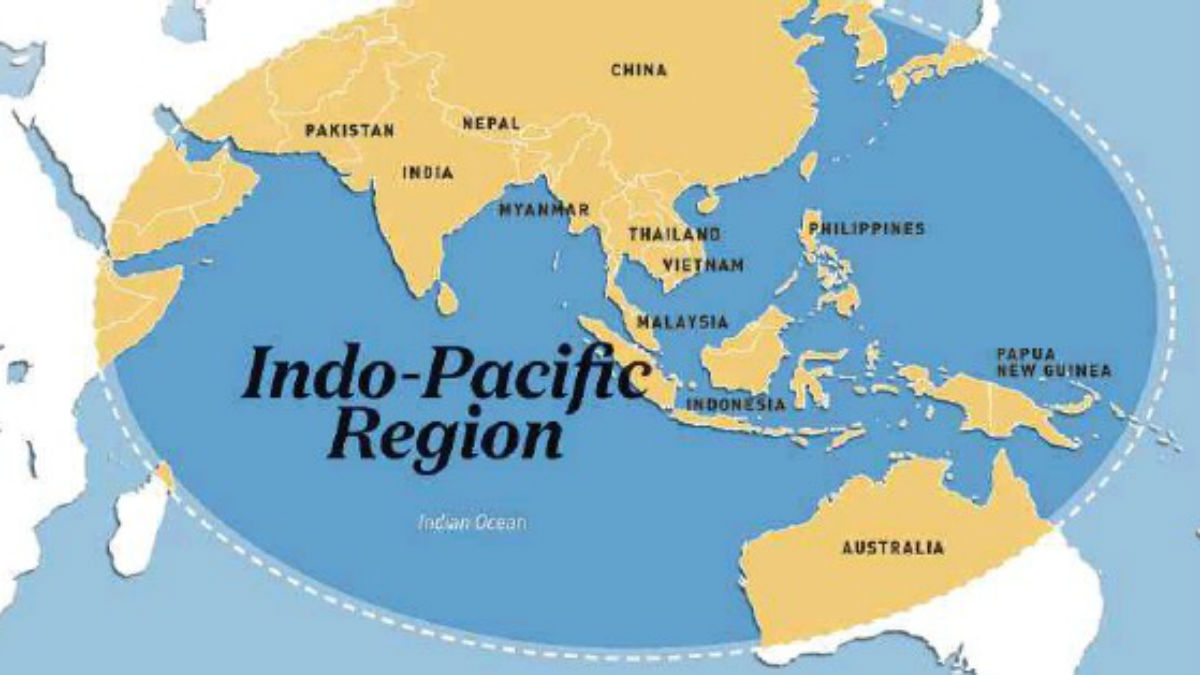 CHINA
PAKISTAN
NEPAL
INDIA
MYANMAR
THAILAND
PHILIPPINES
VIETNAM
MALAYSIA
Indo-Pacific
Region
PAPUA
NEW GUINEA
INDONESIA
Indian Ocean
AUSTRALIA